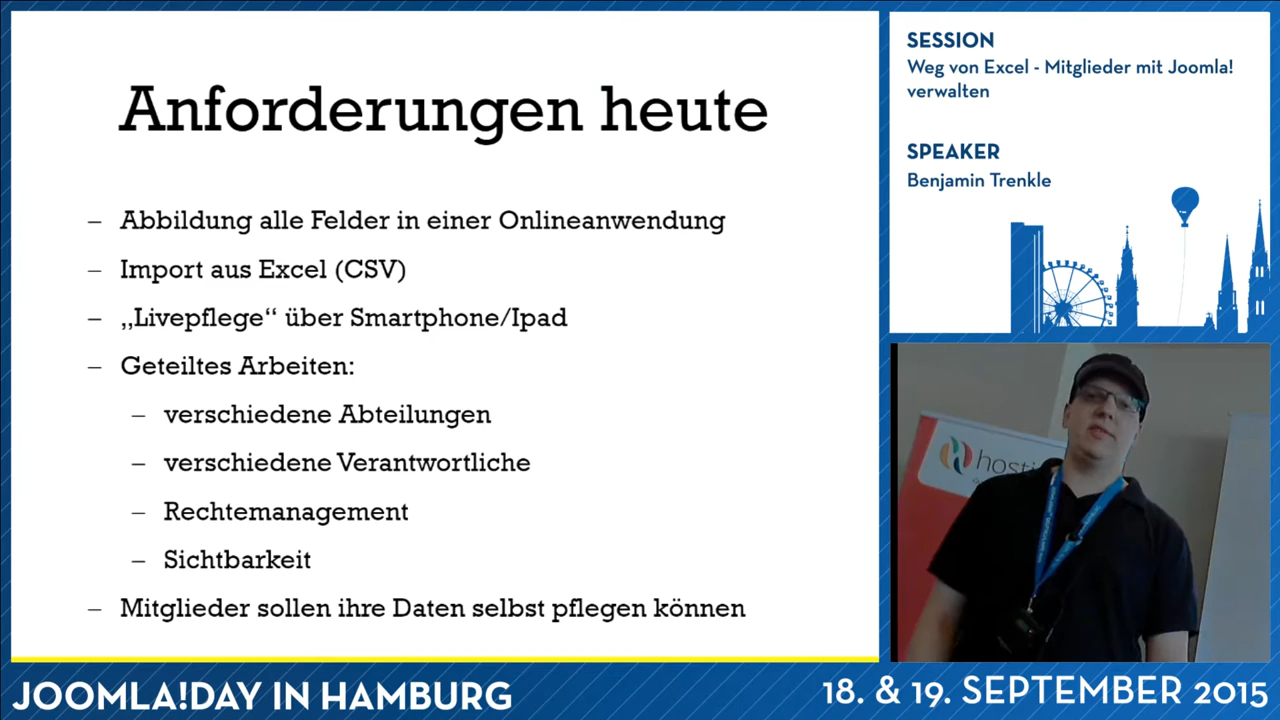 Anforderungen heute
– Abbildung alle Felder in einer Onlineanwendung
– Import aus Excel (CSV)
– „Livepflege“ über Smartphone/Ipad
– Geteiltes Arbeiten:
– verschiedene Abteilungen
– verschiedene Verantwortliche
– Rechtemanagement
– Sichtbarkeit
– Mitglieder sollen ihre Daten selbst pflegen können
SESSION
Weg von Excel - Mitglieder mit Joomla!
verwalten
SPEAKER
Benjamin Trenkle
JOOMLA!DAY IN HAMBURG
18. & 19. SEPTEMBER 2015